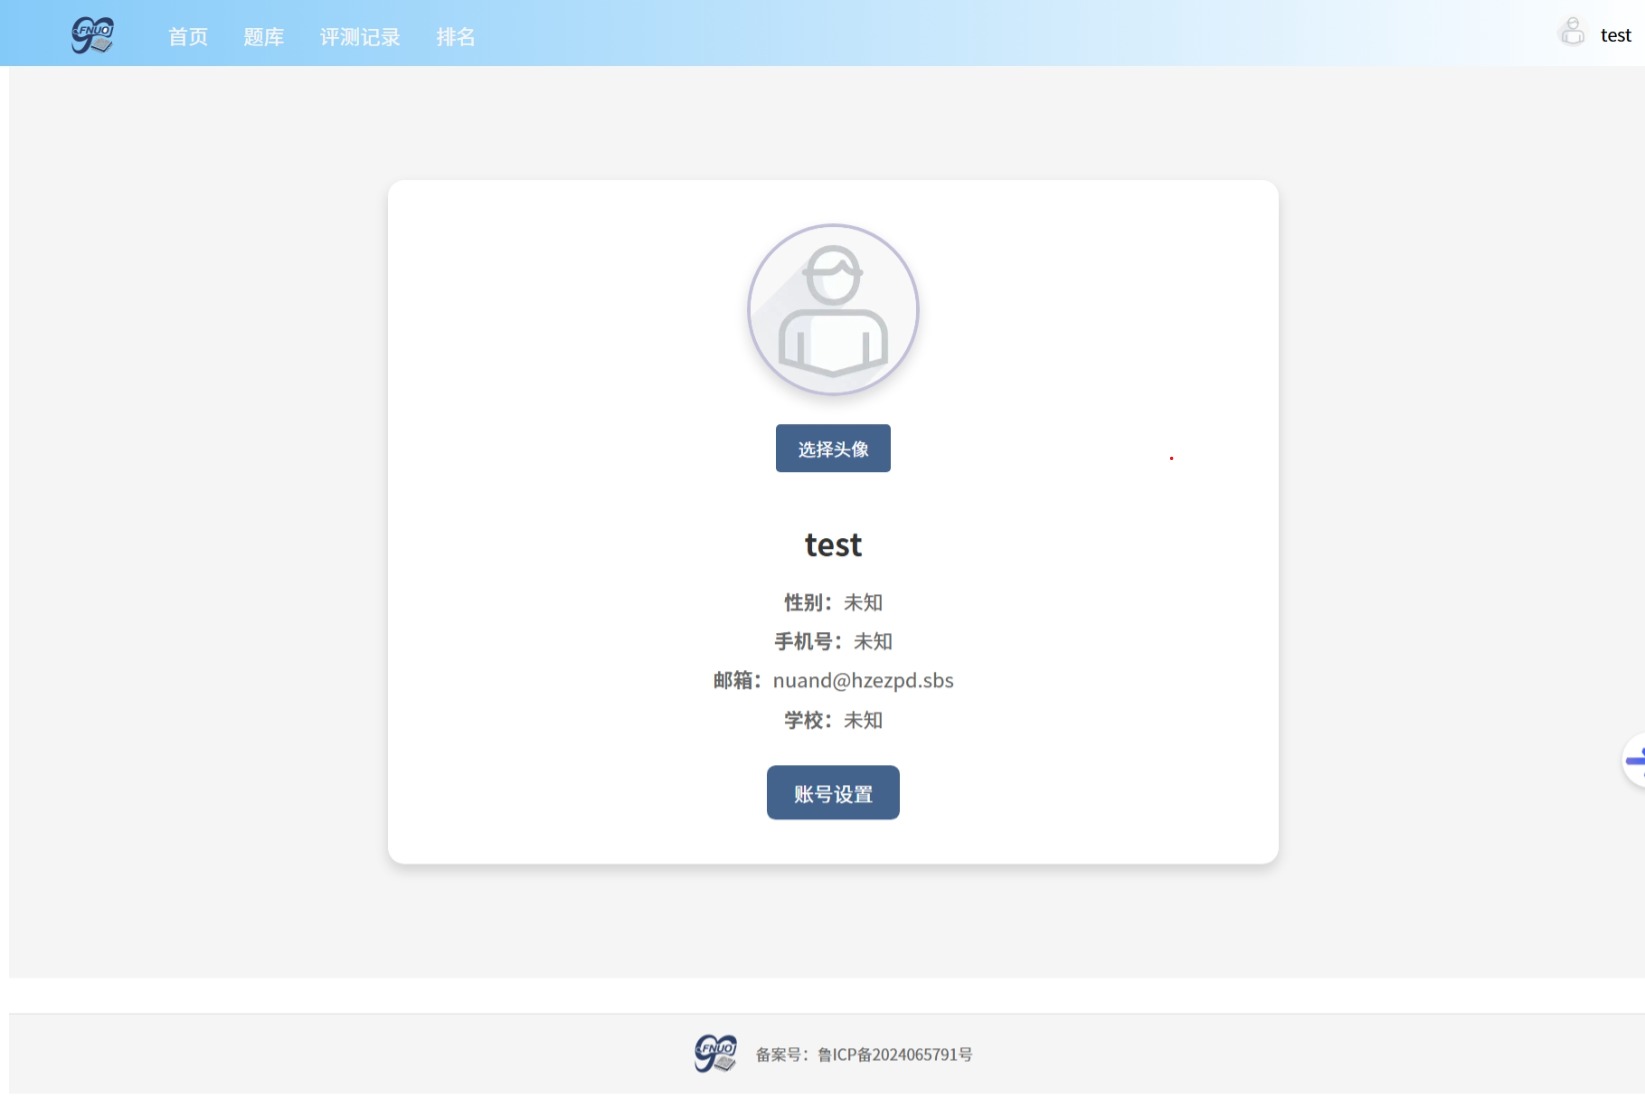 FNUOJ
首页 题库 评测记录 排名
test
选择头像
test
性别：未知
手机号：未知
邮箱：nuand@hzezpd.sbs
学校：未知
账号设置
FNUOJ
备案号：鲁ICP备2024065791号